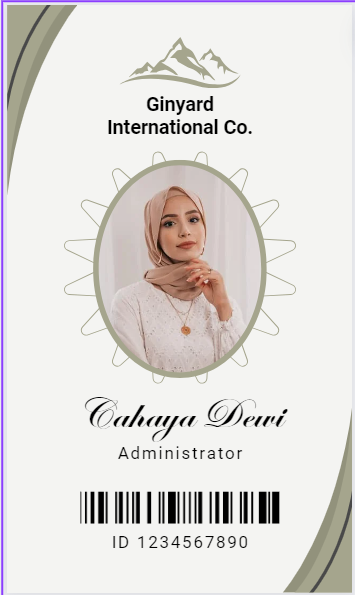 Ginyard
International Co.
Cahaya Dewi
Administrator
ID 1234567890